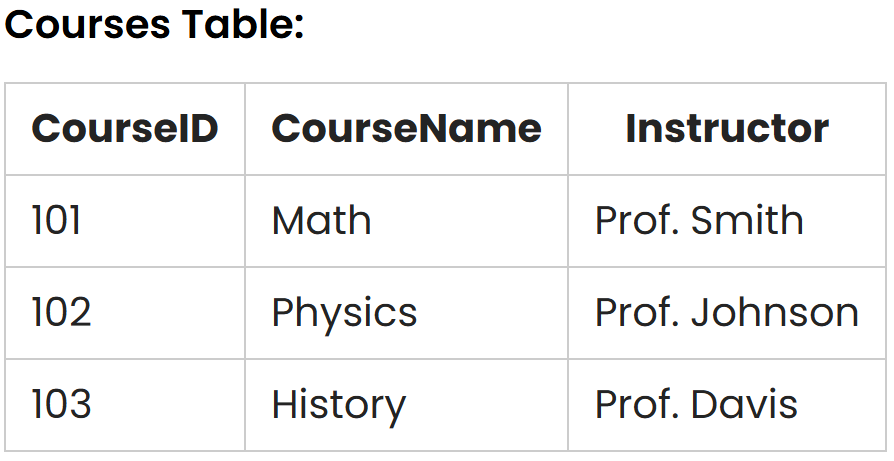 Courses Table:
CourseID CourseName Instructor
101 Math Prof. Smith
102 Physics Prof. Johnson
103 History Prof. Davis